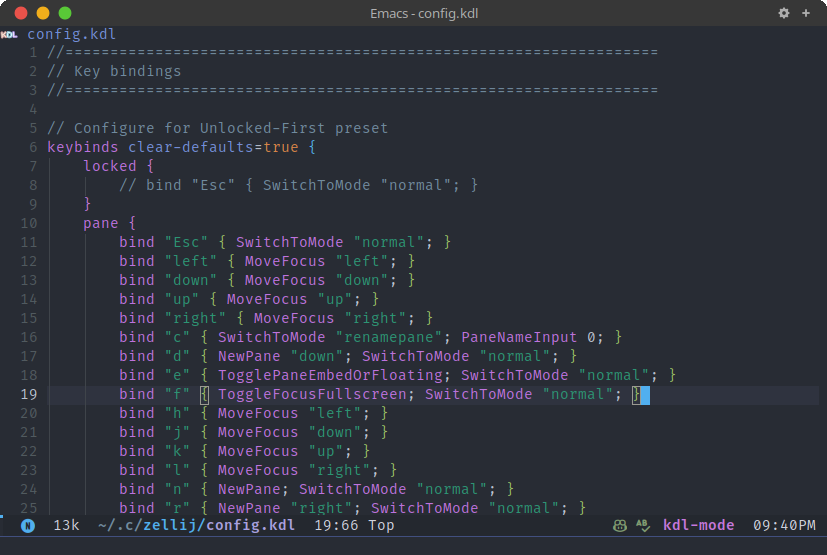 Emacs - config.kdl
KDL config.kdl
1 //==================================================================
2 // Key bindings
3 //==================================================================
4
5 // Configure for Unlocked-First preset
6 keybinds clear-defaults=true {
7     locked {
8         // bind "Esc" { SwitchToMode "normal"; }
9     }
10     pane {
11         bind "Esc" { SwitchToMode "normal"; }
12         bind "left" { MoveFocus "left"; }
13         bind "down" { MoveFocus "down"; }
14         bind "up" { MoveFocus "up"; }
15         bind "right" { MoveFocus "right"; }
16         bind "c" { SwitchToMode "renamepane"; PaneNameInput 0; }
17         bind "d" { NewPane "down"; SwitchToMode "normal"; }
18         bind "e" { TogglePaneEmbedOrFloating; SwitchToMode "normal"; }
19         bind "f" { ToggleFocusFullscreen; SwitchToMode "normal"; }
20         bind "h" { MoveFocus "left"; }
21         bind "j" { MoveFocus "down"; }
22         bind "k" { MoveFocus "up"; }
23         bind "l" { MoveFocus "right"; }
24         bind "n" { NewPane; SwitchToMode "normal"; }
25         bind "r" { NewPane "right"; SwitchToMode "normal"; }
N 13k ~/.c/zellij/config.kdl 19:66 Top AB kdl-mode 09:40PM